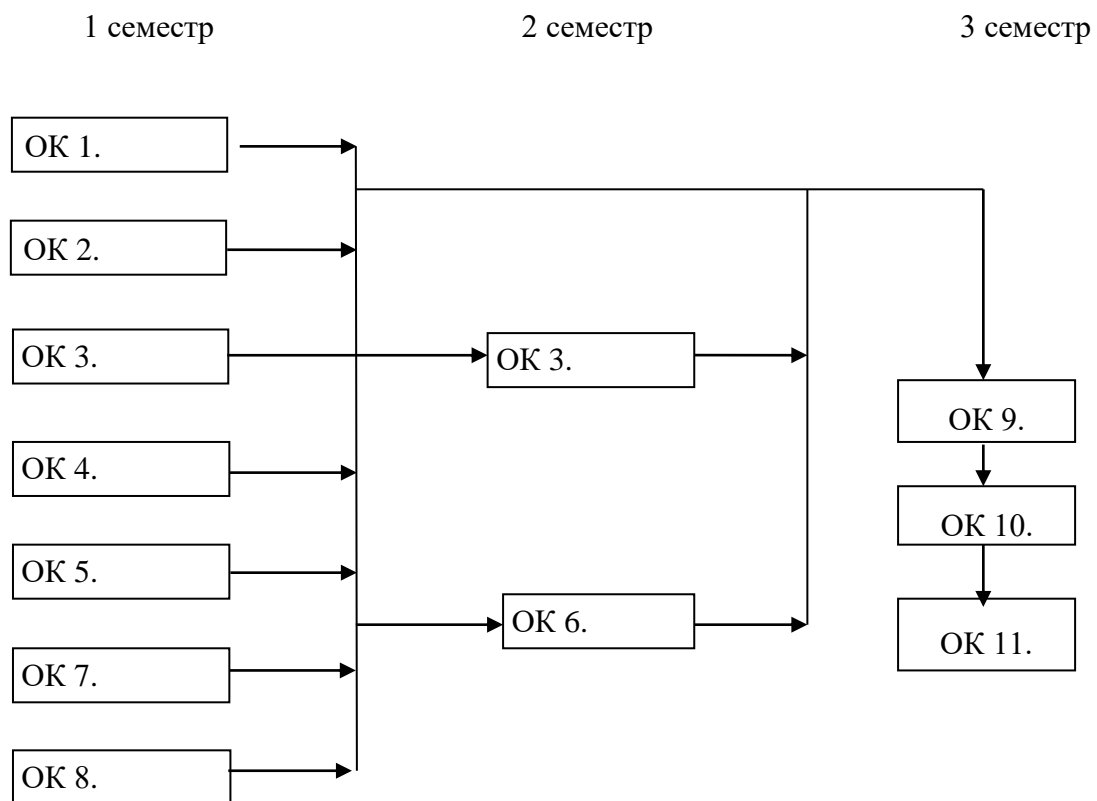 1 семестр 2 семестр 3 семестр
ОК 1.
ОК 2.
ОК 3.
ОК 3.
ОК 9.
ОК 4.
ОК 10.
ОК 5.
ОК 6.
ОК 11.
ОК 7.
ОК 8.